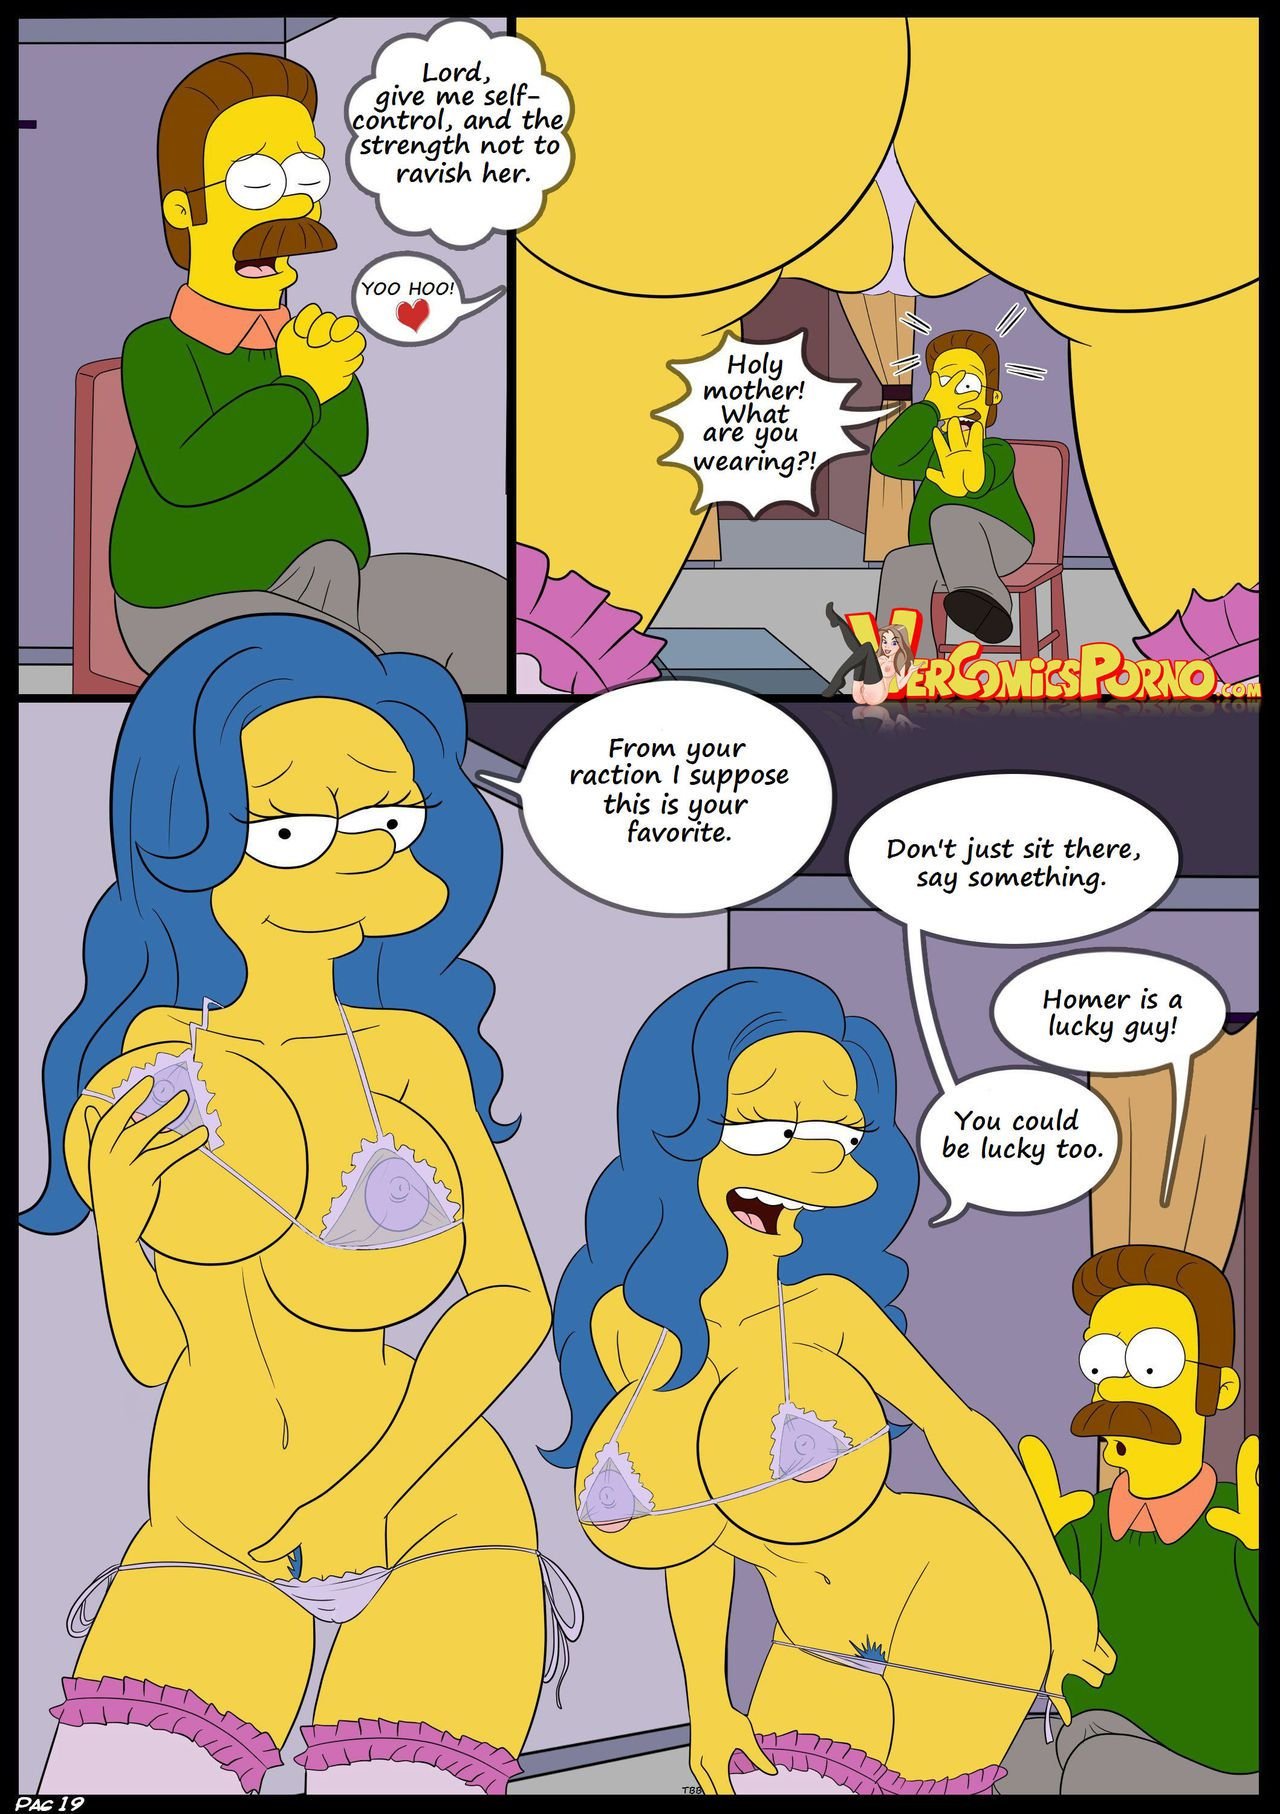 Lord,
give me self-
control, and the
strength not to
ravish her.
YOO HOO!
Holy
mother!
What
are you
wearing?!
VERCOMICSPORNO.COM
From your
raction I suppose
this is your
favorite.
Don't just sit there,
say something.
Homer is a
lucky guy!
You could
be lucky too.
TBB
PAG 19